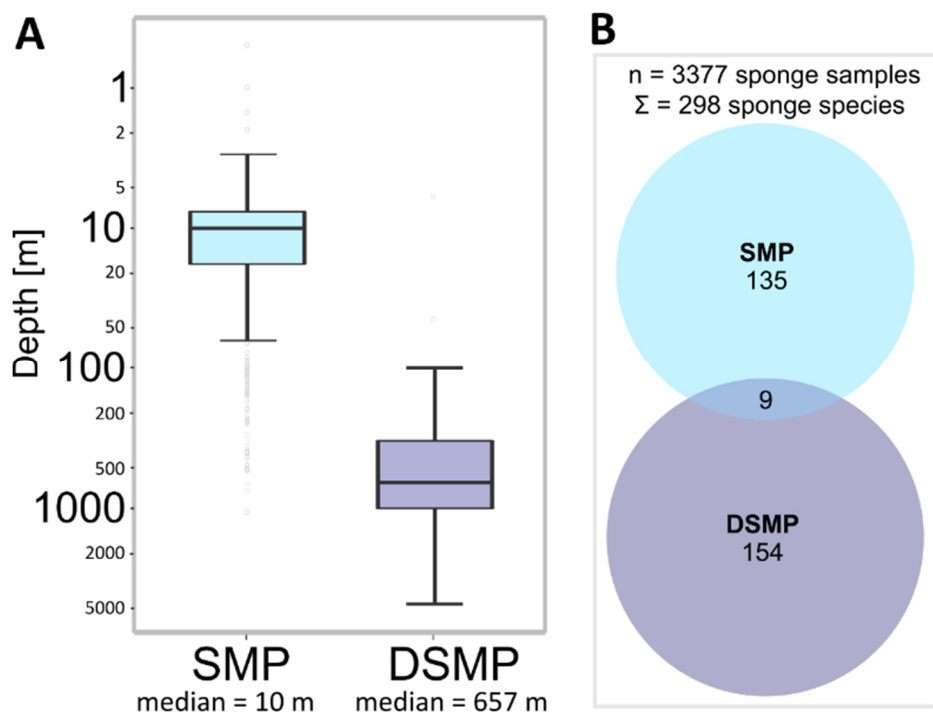 A
Depth [m]
1
2
5
10
20
50
100
200
500
1000
2000
5000
SMP
median = 10 m
DSMP
median = 657 m
B
n = 3377 sponge samples
Σ = 298 sponge species
SMP
135
9
DSMP
154